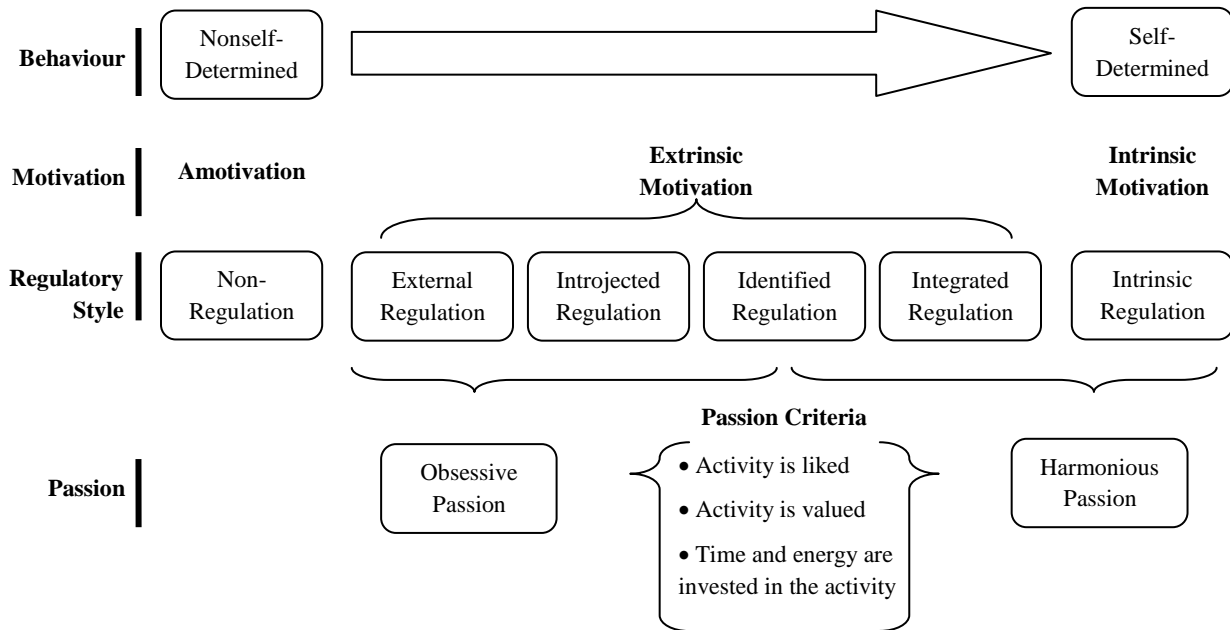 Behaviour
Nonself-
Determined
Self-
Determined
Motivation
Amotivation
Extrinsic
Motivation
Intrinsic
Motivation
Regulatory
Style
Non-
Regulation
External
Regulation
Introjected
Regulation
Identified
Regulation
Integrated
Regulation
Intrinsic
Regulation
Passion
Obsessive
Passion
Passion Criteria
• Activity is liked
• Activity is valued
• Time and energy are
invested in the activity
Harmonious
Passion